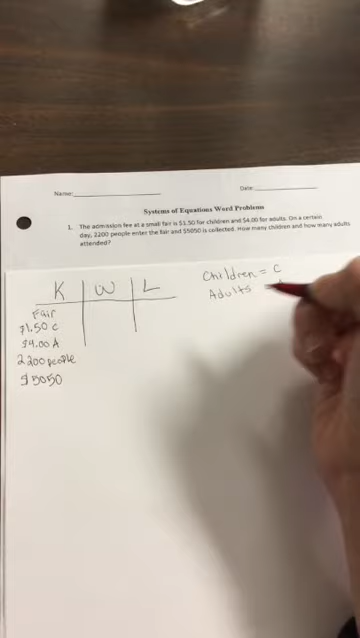 Name: Date:
Systems of Equations Word Problems
1. The admission fee at a small fair is $1.50 for children and $4.00 for adults. On a certain
day, 2200 people enter the fair and $5050 is collected. How many children and how many adults
attended?
K W L
Fair
$1.50 C
$4.00 A
2200 people
$5050
Children = C
Adults